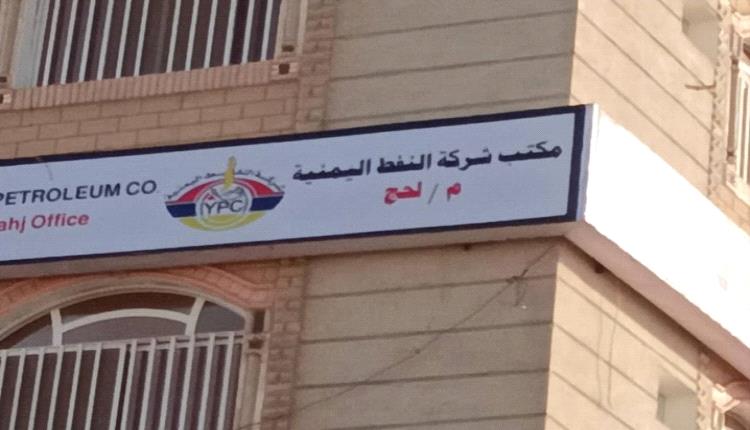 مكتب شركة النفط اليمنية
م / لحج
PETROLEUM CO
ahj Office
YPC